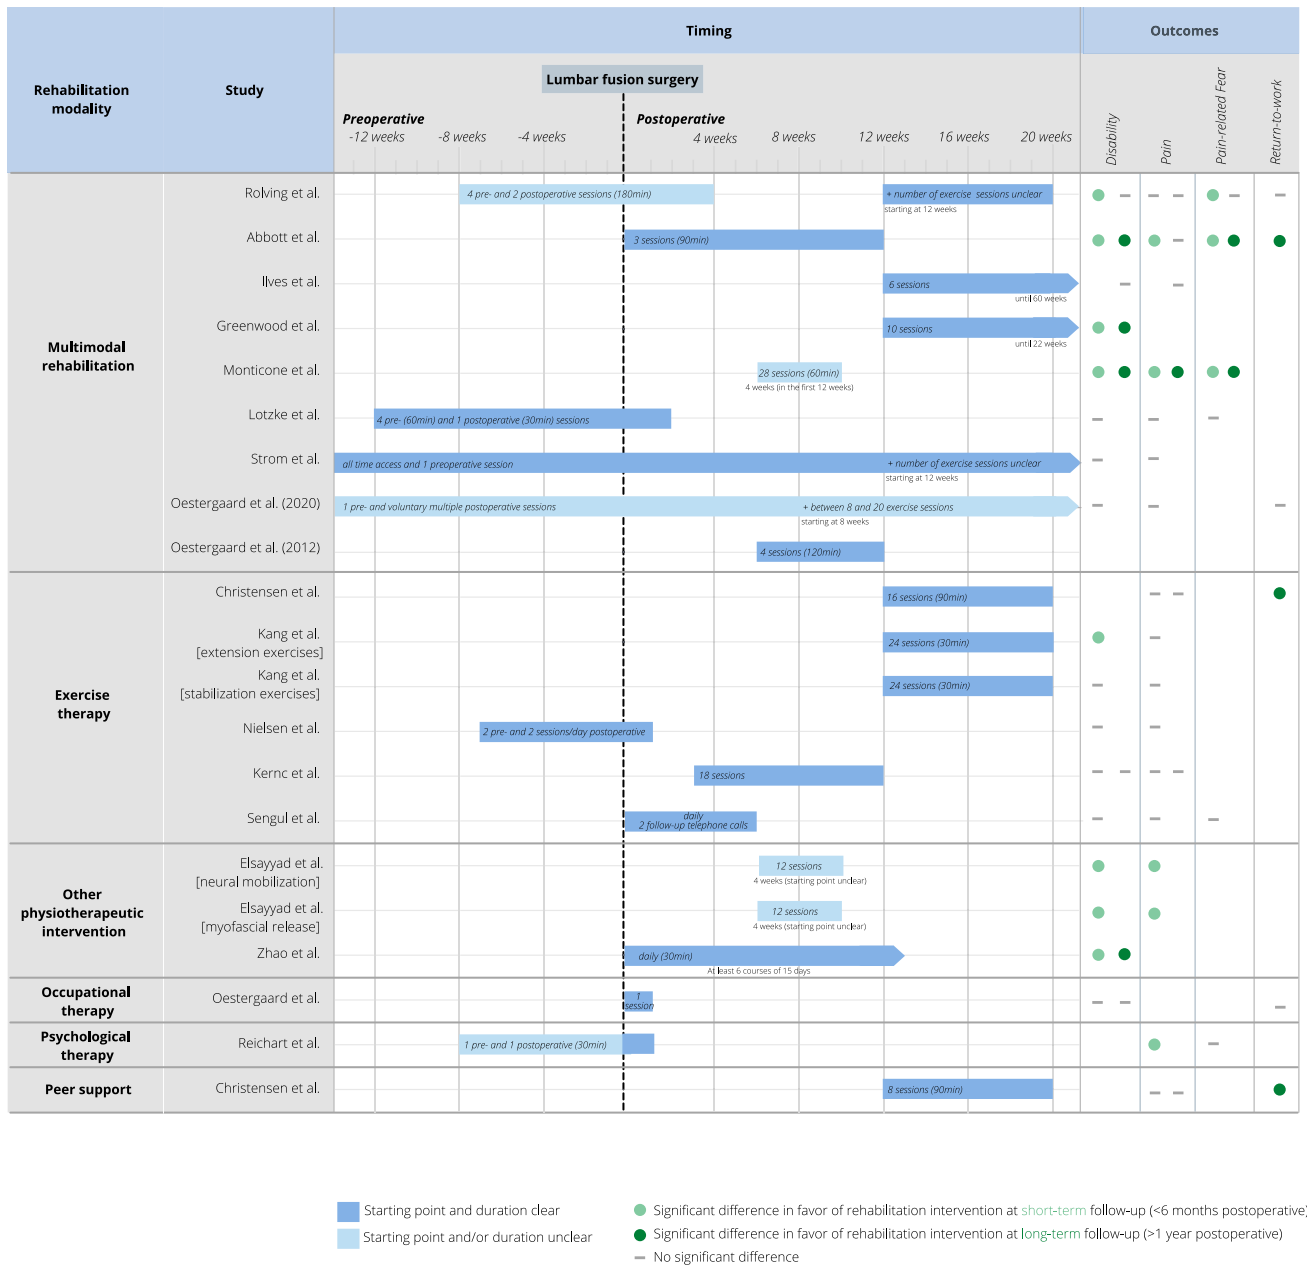 Rehabilitation
modality
Study
Timing
Outcomes
Lumbar fusion surgery
Preoperative
Postoperative
-12 weeks
-8 weeks
-4 weeks
4 weeks
8 weeks
12 weeks
16 weeks
20 weeks
Disability
Pain
Pain-related Fear
Return-to-work
Multimodal
rehabilitation
Rolving et al.
4 pre- and 2 postoperative sessions (180min)
+ number of exercise sessions unclear
starting at 12 weeks
Abbott et al.
3 sessions (90min)
Ilves et al.
6 sessions
until 60 weeks
Greenwood et al.
10 sessions
until 22 weeks
Monticone et al.
28 sessions (60min)
4 weeks (in the first 12 weeks)
Lotzke et al.
4 pre- (60min) and 1 postoperative (30min) sessions
Strom et al.
all time access and 1 preoperative session
+ number of exercise sessions unclear
starting at 12 weeks
Oestergaard et al. (2020)
1 pre- and voluntary multiple postoperative sessions
+ between 8 and 20 exercise sessions
starting at 8 weeks
Oestergaard et al. (2012)
4 sessions (120min)
Exercise
therapy
Christensen et al.
16 sessions (90min)
Kang et al.
[extension exercises]
24 sessions (30min)
Kang et al.
[stabilization exercises]
24 sessions (30min)
Nielsen et al.
2 pre- and 2 sessions/day postoperative
Kernc et al.
18 sessions
Sengul et al.
daily
2 follow-up telephone calls
Other
physiotherapeutic
intervention
Elsayyad et al.
[neural mobilization]
12 sessions
4 weeks (starting point unclear)
Elsayyad et al.
[myofascial release]
12 sessions
4 weeks (starting point unclear)
Zhao et al.
daily (30min)
At least 6 courses of 15 days
Occupational
therapy
Oestergaard et al.
1
session
Psychological
therapy
Reichart et al.
1 pre- and 1 postoperative (30min)
Peer support
Christensen et al.
8 sessions (90min)
Starting point and duration clear
Starting point and/or duration unclear
Significant difference in favor of rehabilitation intervention at short-term follow-up (<6 months postoperative)
Significant difference in favor of rehabilitation intervention at long-term follow-up (>1 year postoperative)
No significant difference